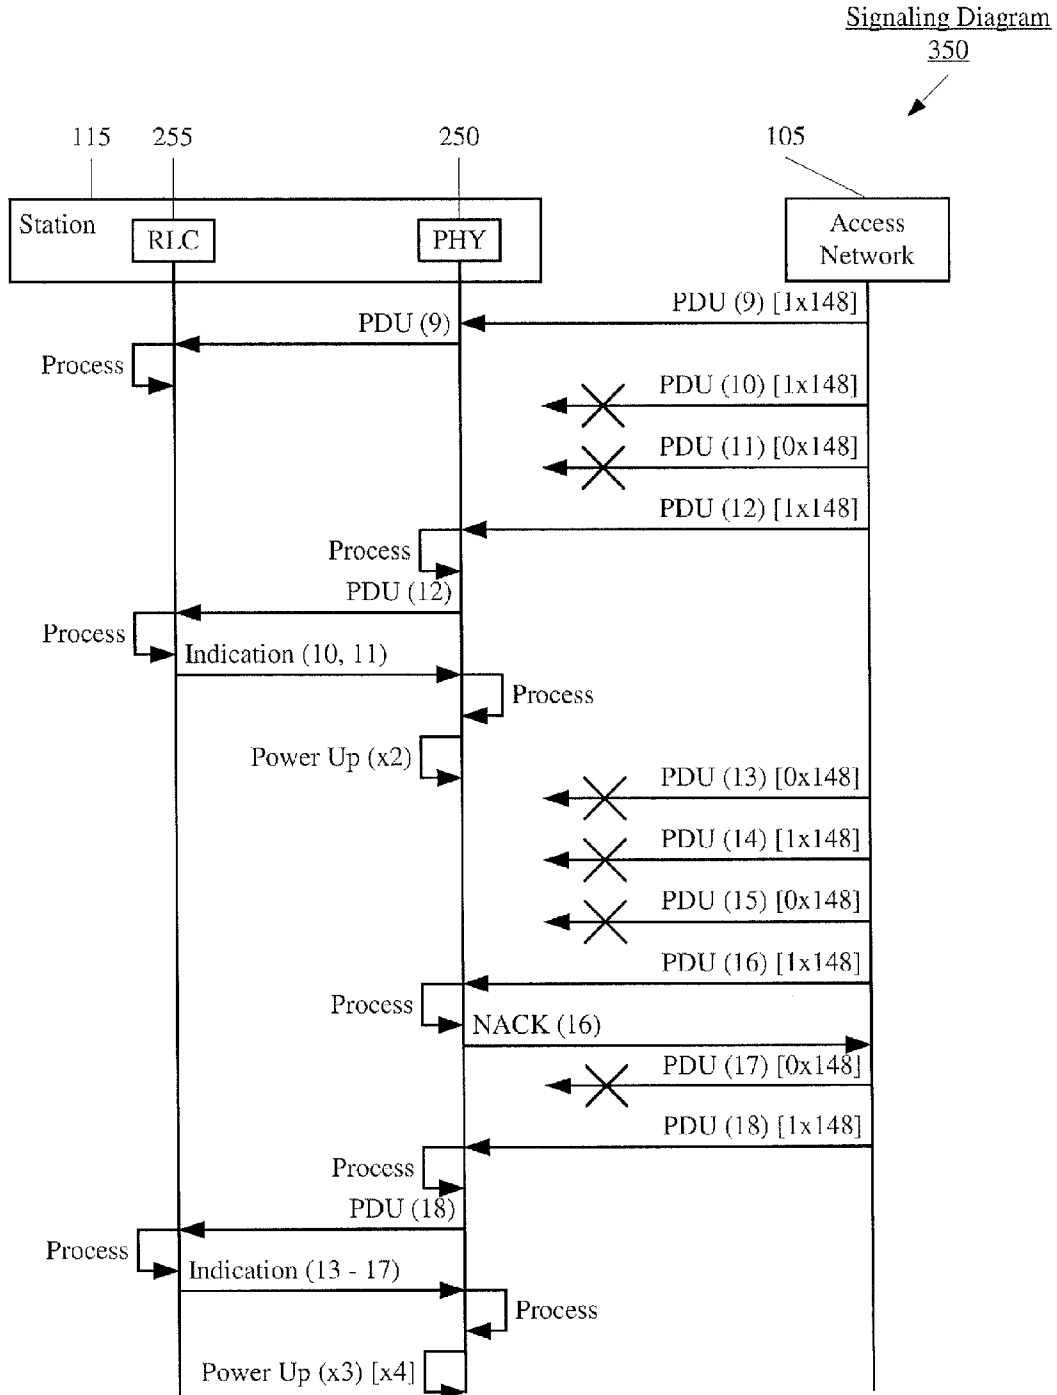 Signaling Diagram
350
115
255
250
105
Station
RLC
PHY
Access
Network
PDU (9) [1x148]
PDU (9)
Process
PDU (10) [1x148]
PDU (11) [0x148]
PDU (12) [1x148]
Process
PDU (12)
Process
Indication (10, 11)
Process
Power Up (x2)
PDU (13) [0x148]
PDU (14) [1x148]
PDU (15) [0x148]
PDU (16) [1x148]
Process
NACK (16)
PDU (17) [0x148]
PDU (18) [1x148]
Process
PDU (18)
Process
Indication (13 - 17)
Process
Power Up (x3) [x4]